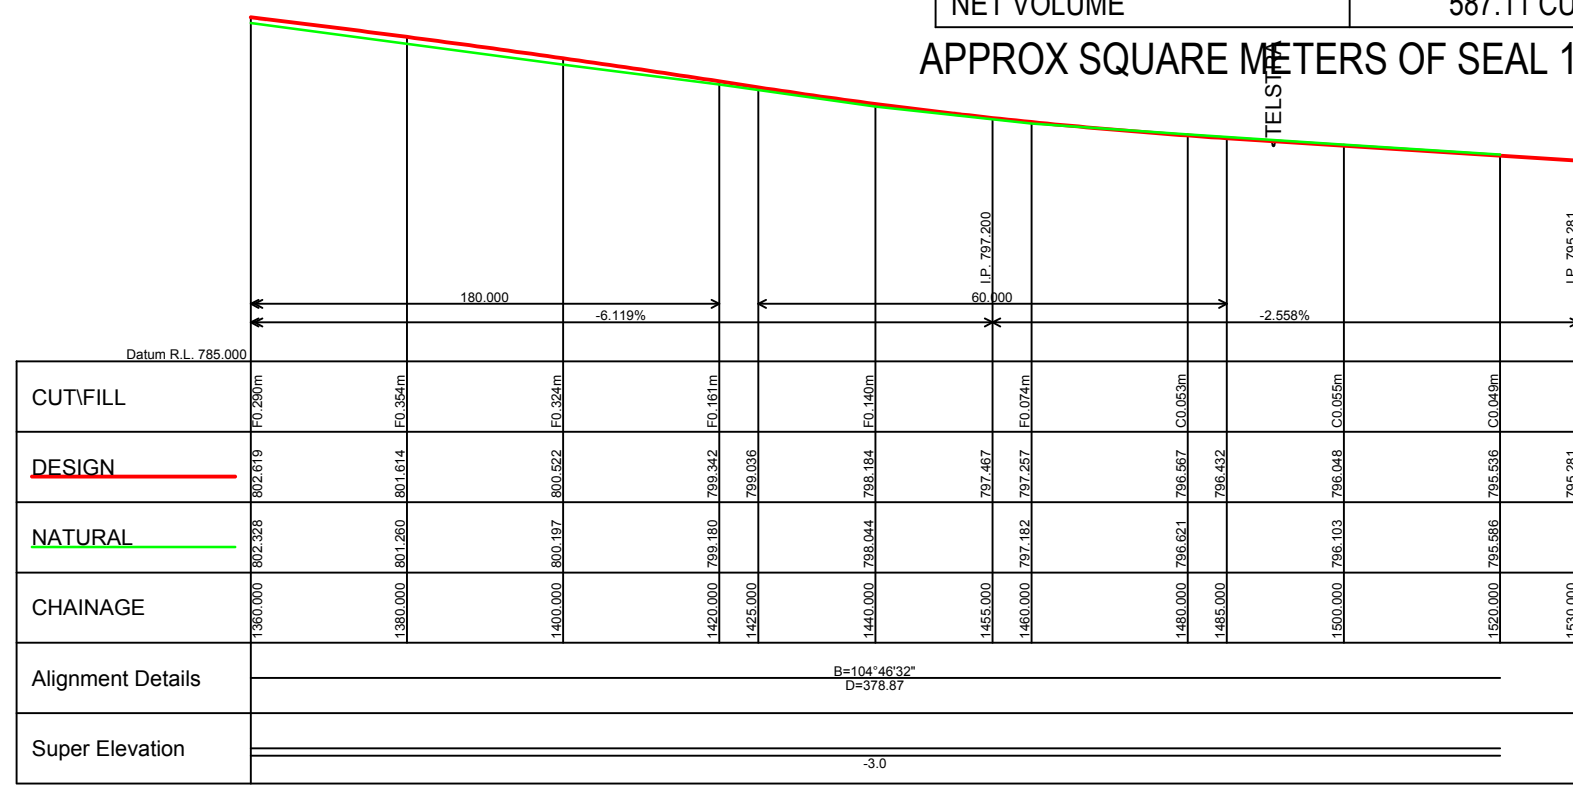 NET VOLUME 587.11 CU
APPROX SQUARE METERS OF SEAL 1
TELSTRA
I.P. 797.200
I.P. 795.281
180.000
60.000
-6.119%
-2.558%
Datum R.L. 785.000
CUT\FILL F0.290m F0.354m F0.324m F0.161m F0.140m F0.074m C0.053m C0.055m C0.049m
DESIGN 802.619 801.614 800.522 799.342 799.036 798.184 797.467 797.257 796.567 796.432 796.048 795.536 795.281
NATURAL 802.328 801.260 800.197 799.180 798.044 797.182 796.621 796.103 795.586
CHAINAGE 1360.000 1380.000 1400.000 1420.000 1425.000 1440.000 1455.000 1460.000 1480.000 1485.000 1500.000 1520.000 1530.000
Alignment Details
B=104°46'32"
D=378.87
Super Elevation
-3.0